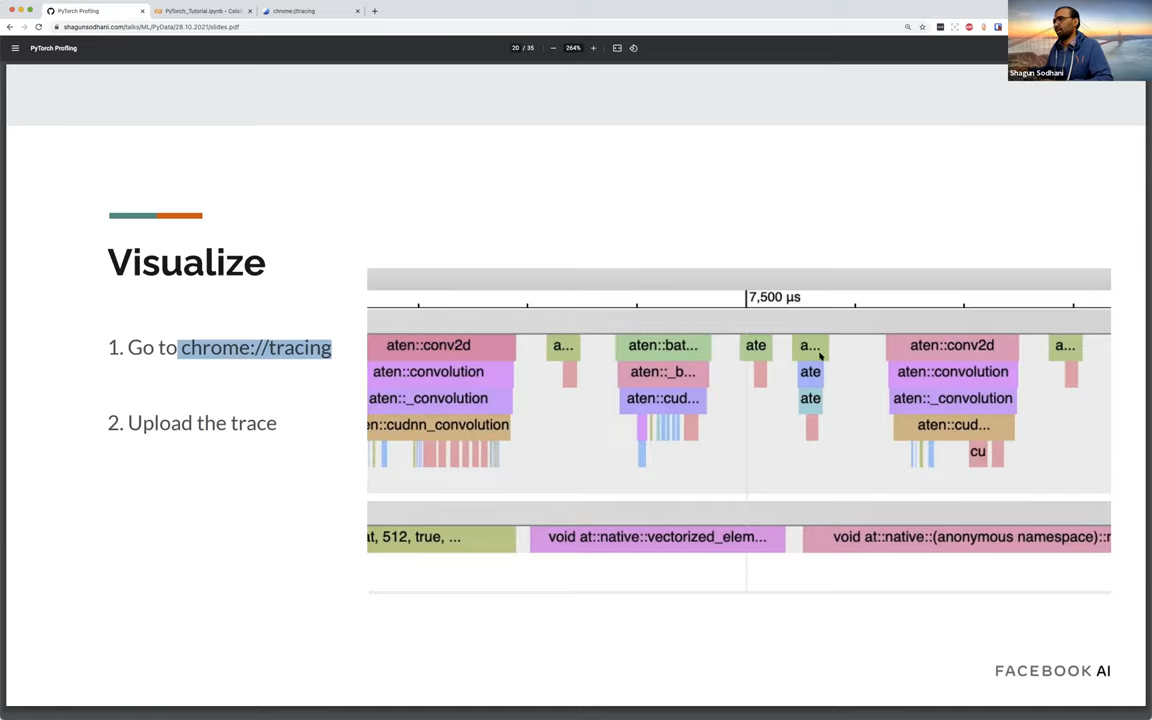 PyTorch Profling
PyTorch_Tutorial.ipynb - Colab
chrome://tracing
shagunsodhani.com/talks/ML/PyData/28.10.2021/slides.pdf
PyTorch Profling
20 / 35
264%
Shagun Sodhani
Visualize
1. Go to chrome://tracing
2. Upload the trace
7,500 µs
aten::conv2d
a...
aten::bat...
ate
a...
aten::conv2d
a...
aten::convolution
aten::_b...
ate
aten::convolution
aten::_convolution
aten::cud...
ate
aten::_convolution
en::cudnn_convolution
aten::cud...
cu
at, 512, true, ...
void at::native::vectorized_elem...
void at::native::(anonymous namespace)::r
FACEBOOK AI